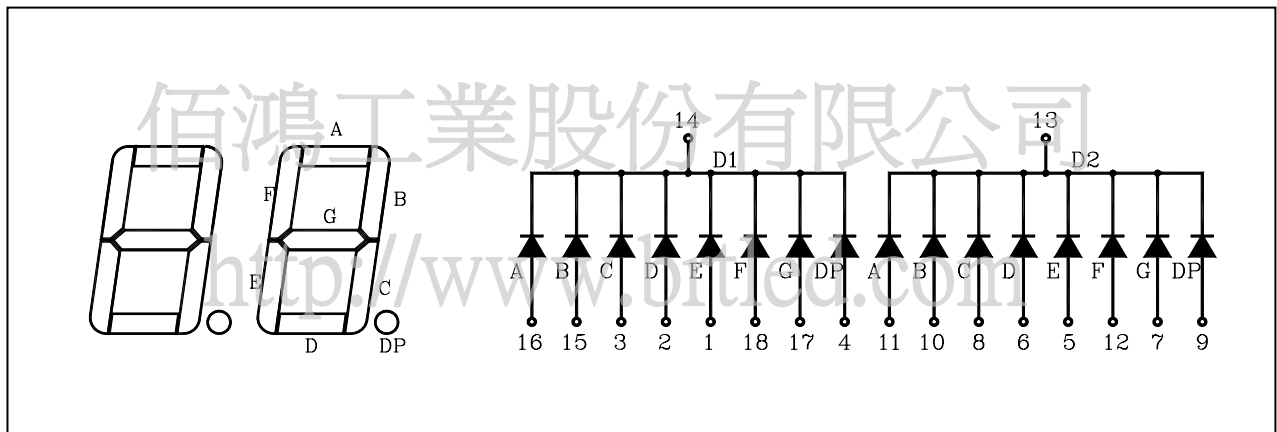 佰鴻工業股份有限公司
http://www.bitled.com
A
F
B
G
E
C
D
DP
14
13
D1
D2
A B C D E F G DP A B C D E F G DP
16 15 3 2 1 18 17 4 11 10 8 6 5 12 7 9